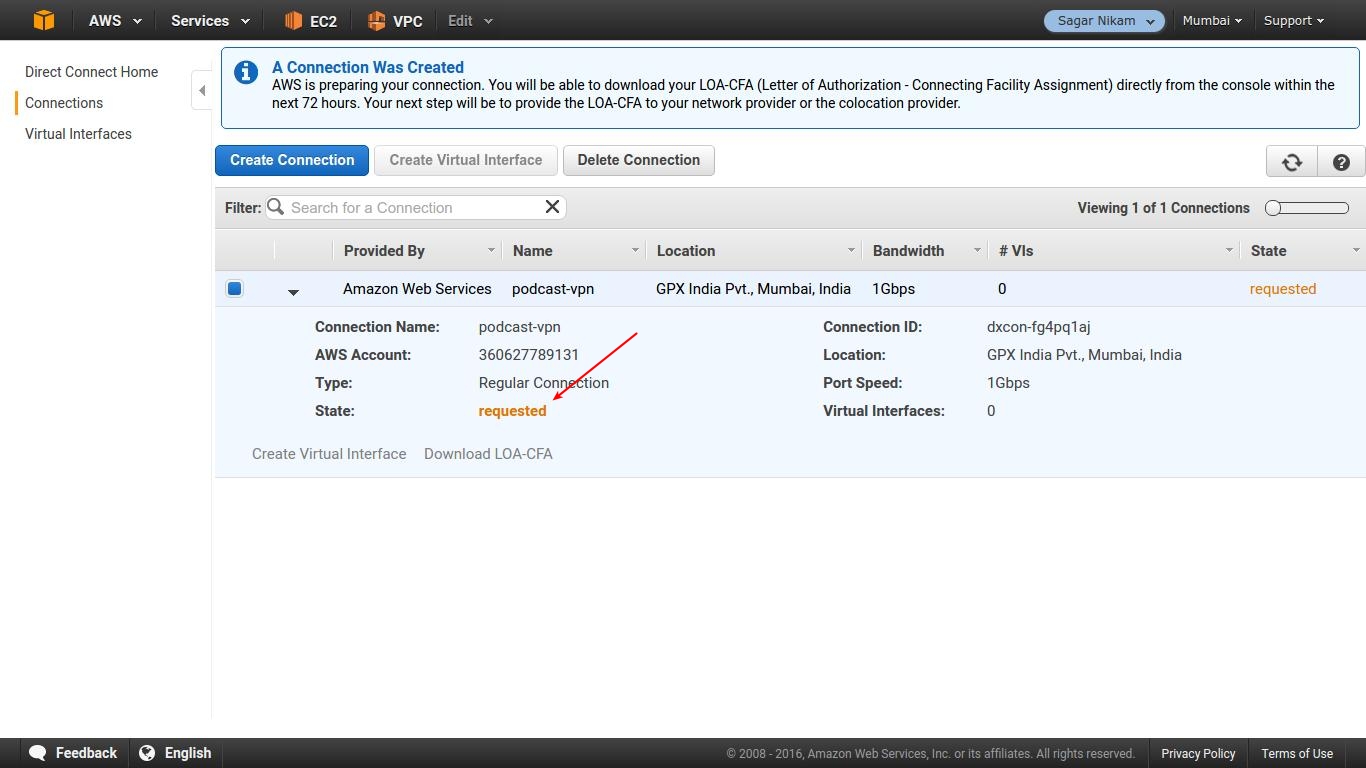 AWS Services EC2 VPC Edit Sagar Nikam Mumbai Support
Direct Connect Home
Connections
Virtual Interfaces
A Connection Was Created
AWS is preparing your connection. You will be able to download your LOA-CFA (Letter of Authorization - Connecting Facility Assignment) directly from the console within the
next 72 hours. Your next step will be to provide the LOA-CFA to your network provider or the colocation provider.
Create Connection Create Virtual Interface Delete Connection
Filter: Search for a Connection Viewing 1 of 1 Connections
Provided By Name Location Bandwidth # VIs State
Amazon Web Services podcast-vpn GPX India Pvt., Mumbai, India 1Gbps 0 requested
Connection Name: podcast-vpn Connection ID: dxcon-fg4pq1aj
AWS Account: 360627789131 Location: GPX India Pvt., Mumbai, India
Type: Regular Connection Port Speed: 1Gbps
State: requested Virtual Interfaces: 0
Create Virtual Interface Download LOA-CFA
Feedback English © 2008 - 2016, Amazon Web Services, Inc. or its affiliates. All rights reserved. Privacy Policy Terms of Use